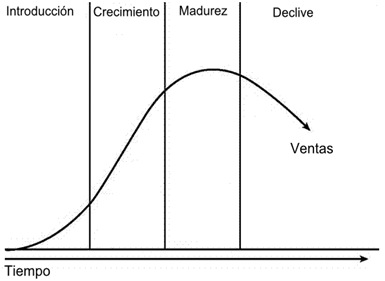 Introducción
Crecimiento
Madurez
Declive
Ventas
Tiempo